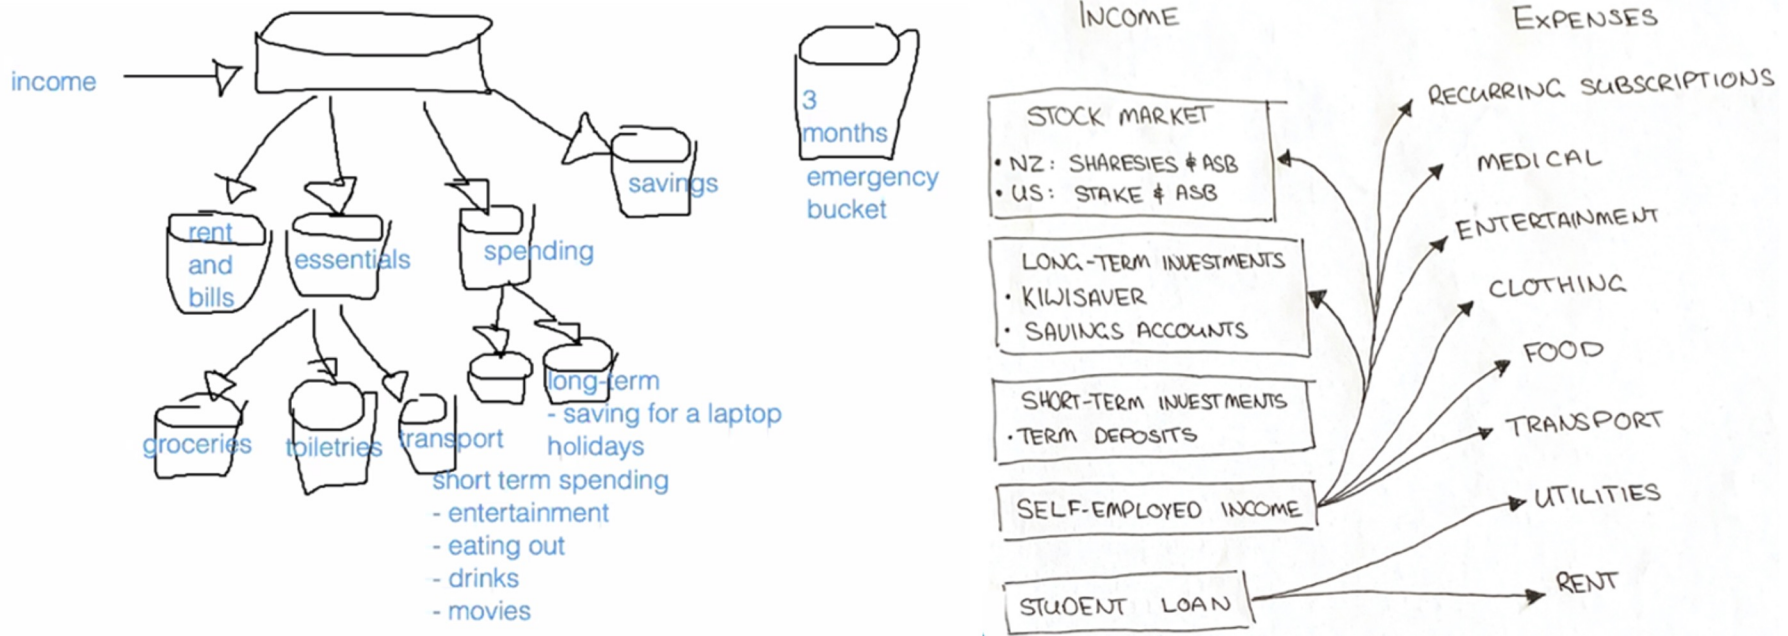 income
3
months
emergency
bucket
savings
rent
and
bills
essentials
spending
groceries
toiletries
transport
long-term
- saving for a laptop
holidays
short term spending
- entertainment
- eating out
- drinks
- movies
INCOME
STOCK MARKET
• NZ: SHARESIES & ASB
• US: STAKE & ASB
LONG-TERM INVESTMENTS
• KIWISAVER
• SAVINGS ACCOUNTS
SHORT-TERM INVESTMENTS
• TERM DEPOSITS
SELF-EMPLOYED INCOME
STUDENT LOAN
EXPENSES
RECURRING SUBSCRIPTIONS
MEDICAL
ENTERTAINMENT
CLOTHING
FOOD
TRANSPORT
UTILITIES
RENT